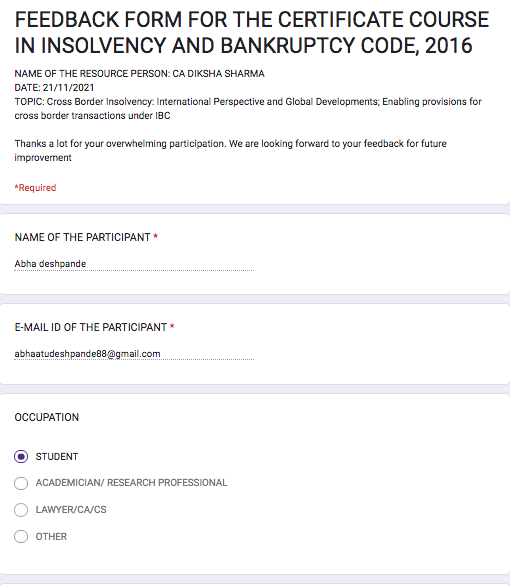 FEEDBACK FORM FOR THE CERTIFICATE COURSE
IN INSOLVENCY AND BANKRUPTCY CODE, 2016
NAME OF THE RESOURCE PERSON: CA DIKSHA SHARMA
DATE: 21/11/2021
TOPIC: Cross Border Insolvency: International Perspective and Global Developments; Enabling provisions for
cross border transactions under IBC
Thanks a lot for your overwhelming participation. We are looking forward to your feedback for future
improvement
*Required
NAME OF THE PARTICIPANT *
Abha deshpande
E-MAIL ID OF THE PARTICIPANT *
abhaatudeshpande88@gmail.com
OCCUPATION
STUDENT
ACADEMICIAN/ RESEARCH PROFESSIONAL
LAWYER/CA/CS
OTHER